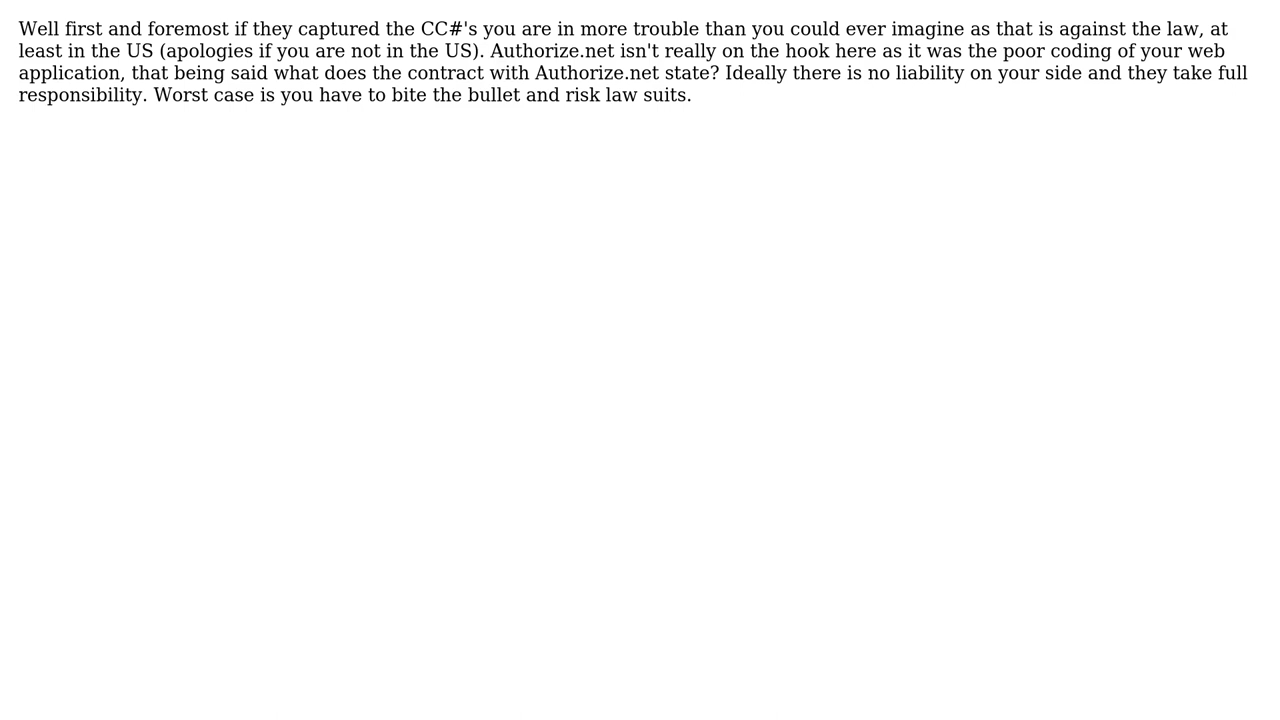 Well first and foremost if they captured the CC#'s you are in more trouble than you could ever imagine as that is against the law, at
least in the US (apologies if you are not in the US). Authorize.net isn't really on the hook here as it was the poor coding of your web
application, that being said what does the contract with Authorize.net state? Ideally there is no liability on your side and they take full
responsibility. Worst case is you have to bite the bullet and risk law suits.